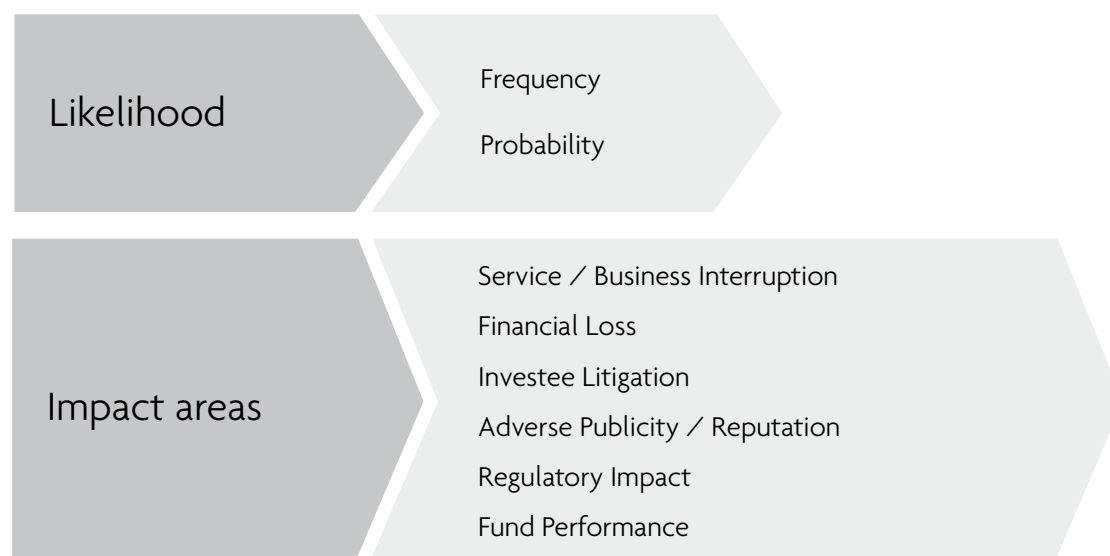 Likelihood
Frequency
Probability
Impact areas
Service / Business Interruption
Financial Loss
Investee Litigation
Adverse Publicity / Reputation
Regulatory Impact
Fund Performance